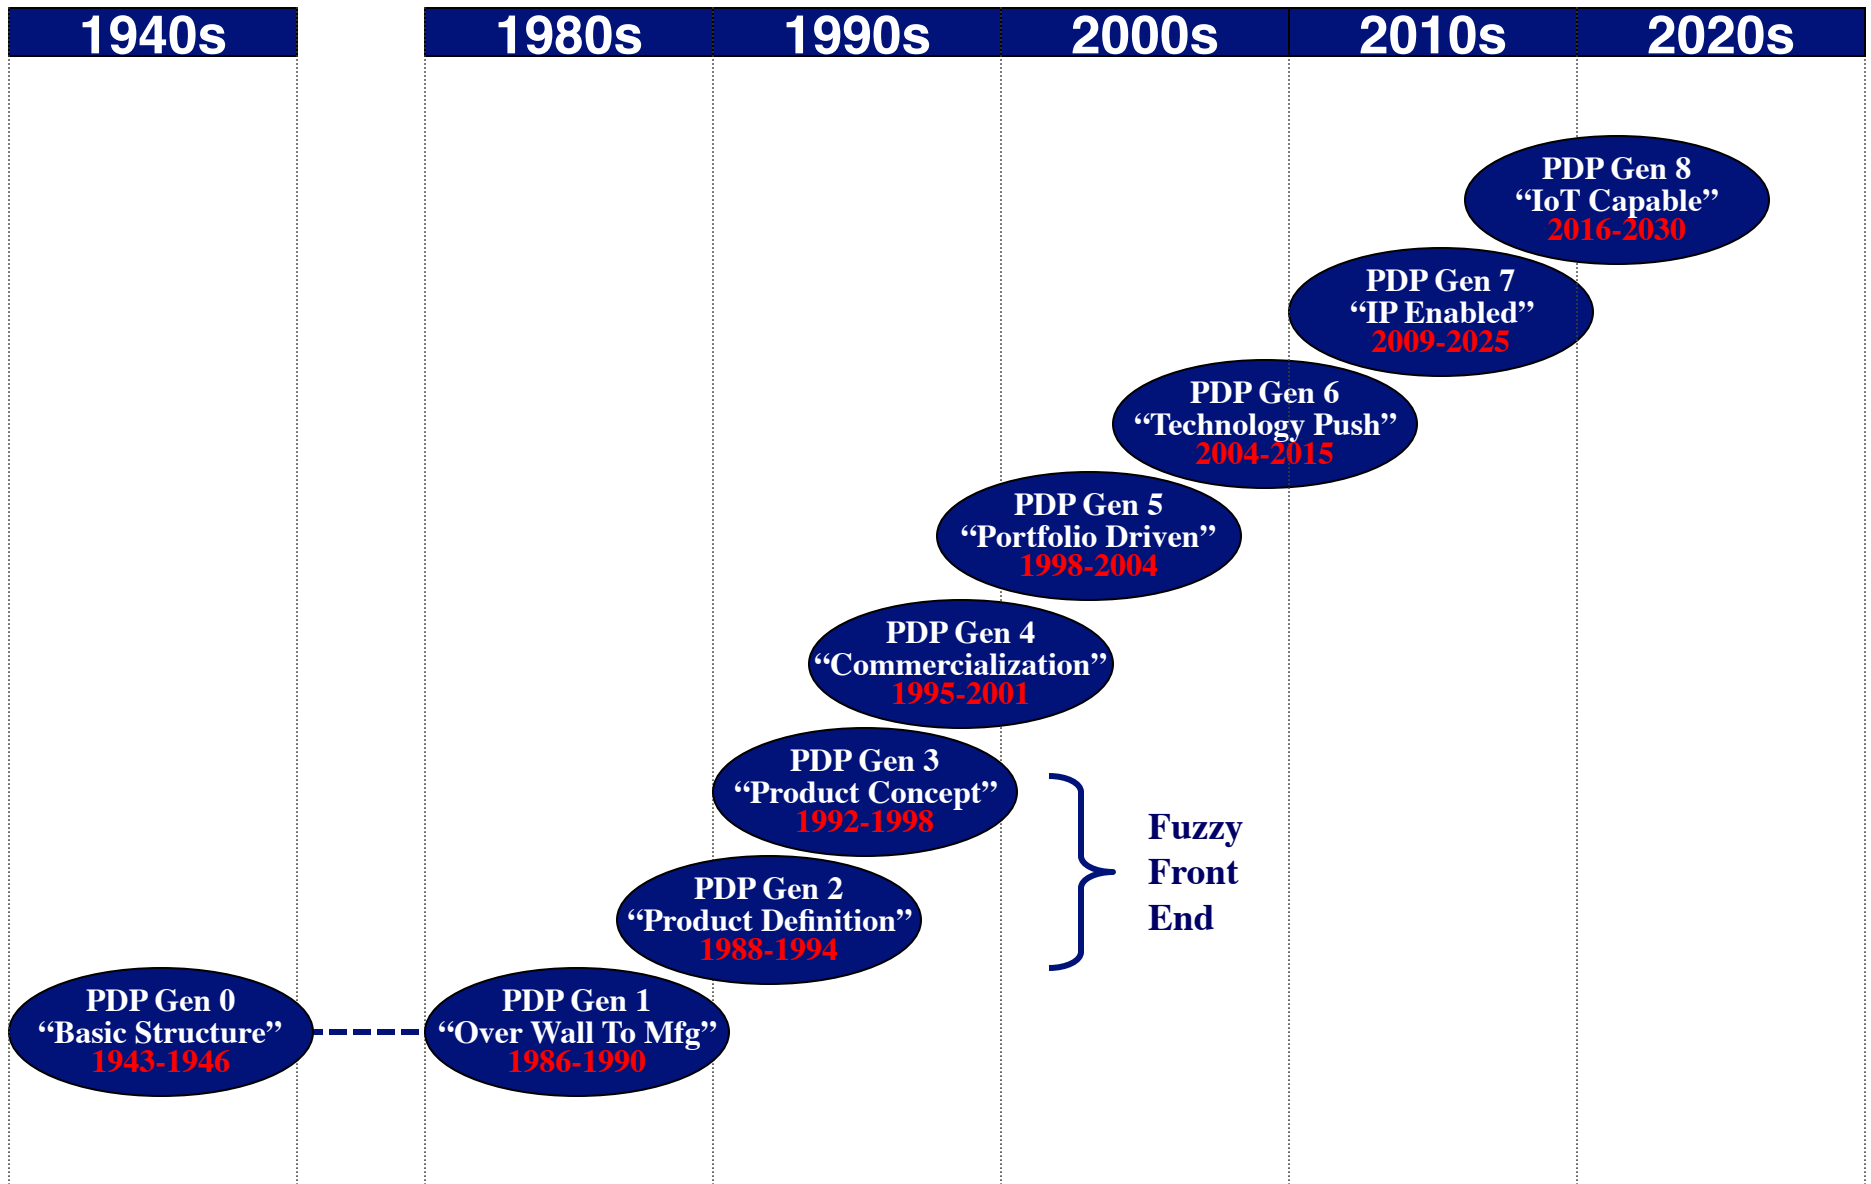 1940s
1980s
1990s
2000s
2010s
2020s
PDP Gen 8
“IoT Capable”
2016-2030
PDP Gen 7
“IP Enabled”
2009-2025
PDP Gen 6
“Technology Push”
2004-2015
PDP Gen 5
“Portfolio Driven”
1998-2004
PDP Gen 4
“Commercialization”
1995-2001
PDP Gen 3
“Product Concept”
1992-1998
Fuzzy
Front
End
PDP Gen 2
“Product Definition”
1988-1994
PDP Gen 0
“Basic Structure”
1943-1946
PDP Gen 1
“Over Wall To Mfg”
1986-1990